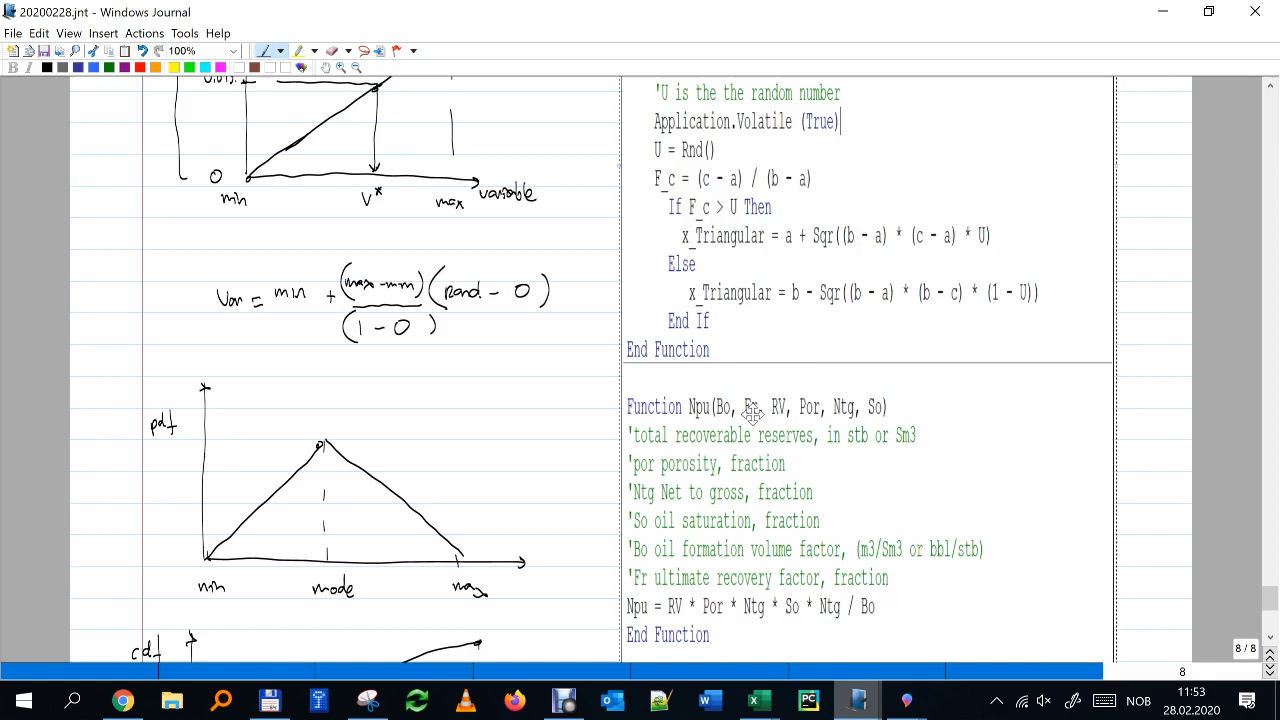 20200228.jnt - Windows Journal
File Edit View Insert Actions Tools Help
100%
B I
0
min
V*
max
variable
Var = min + (max - min) (Rand - 0)
(1 - 0)
pdf
min
mode
max
cdf
'U is the the random number
Application.Volatile (True)
U = Rnd()
F_c = (c - a) / (b - a)
If F_c > U Then
x_Triangular = a + Sqr((b - a) * (c - a) * U)
Else
x_Triangular = b - Sqr((b - a) * (b - c) * (1 - U))
End If
End Function
Function Npu(Bo, Fr, RV, Por, Ntg, So)
'total recoverable reserves, in stb or Sm3
'por porosity, fraction
'Ntg Net to gross, fraction
'So oil saturation, fraction
'Bo oil formation volume factor, (m3/Sm3 or bbl/stb)
'Fr ultimate recovery factor, fraction
Npu = RV * Por * Ntg * So * Ntg / Bo
End Function
8 / 8
8
NOB
11:53
28.02.2020